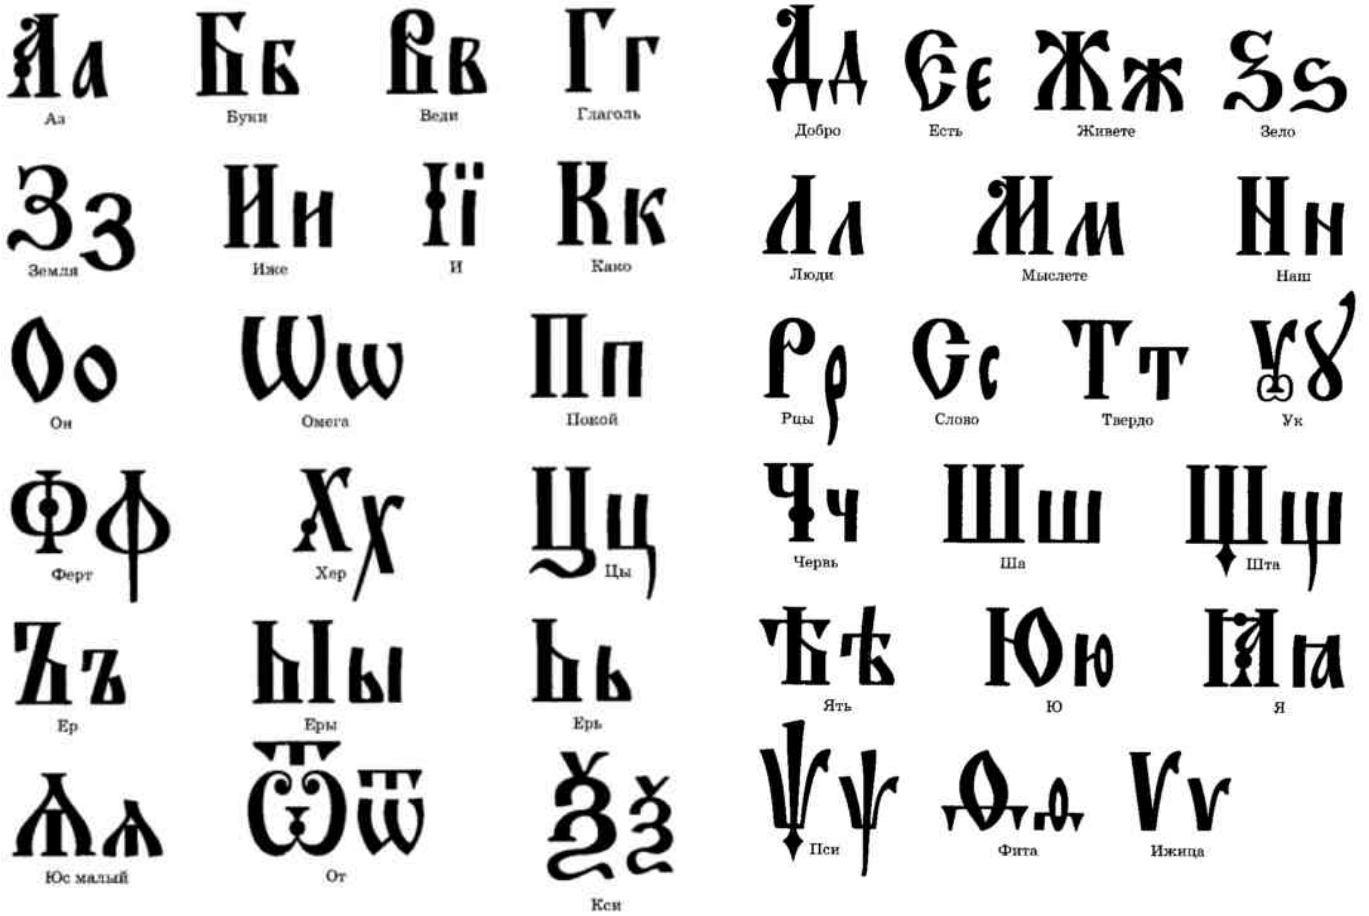 Аа Бб Вв Гг Дд Єє Жж Ѕѕ
Аз Буки Веди Глаголь Добро Есть Живете Зело
Зз Ии Її Кк Лл Мм Нн
Земля Иже И Како Люди Мыслете Наш
Оо Ѡѡ Пп Рр Сс Тт Ꙋꙋ
Он Омега Покой Рцы Слово Твердо Ук
Фф Хх Цц Чч Шш Щщ
Ферт Хер Цы Червь Ша Шта
Ъъ Ыы Ьь Ѣѣ Юю Ꙗꙗ
Ер Еры Ерь Ять Ю Я
Ѧѧ Ѿѿ Ѯѯ Ѱѱ Ѳѳ Ѵѵ
Юс малый От Кси Пси Фита Ижица